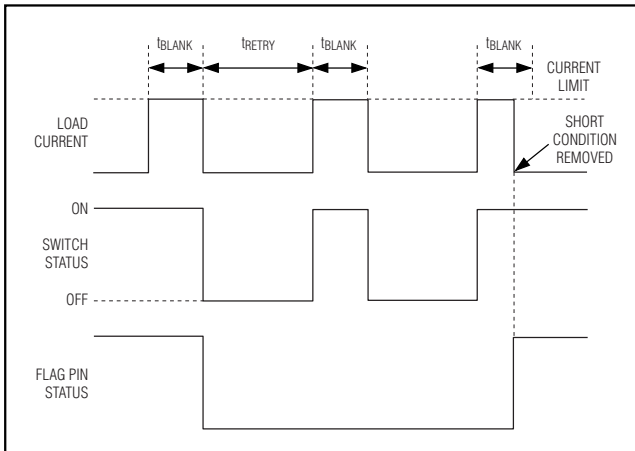 tBLANK
tRETRY
tBLANK
tBLANK
CURRENT
LIMIT
LOAD
CURRENT
SHORT
CONDITION
REMOVED
ON
SWITCH
STATUS
OFF
FLAG PIN
STATUS